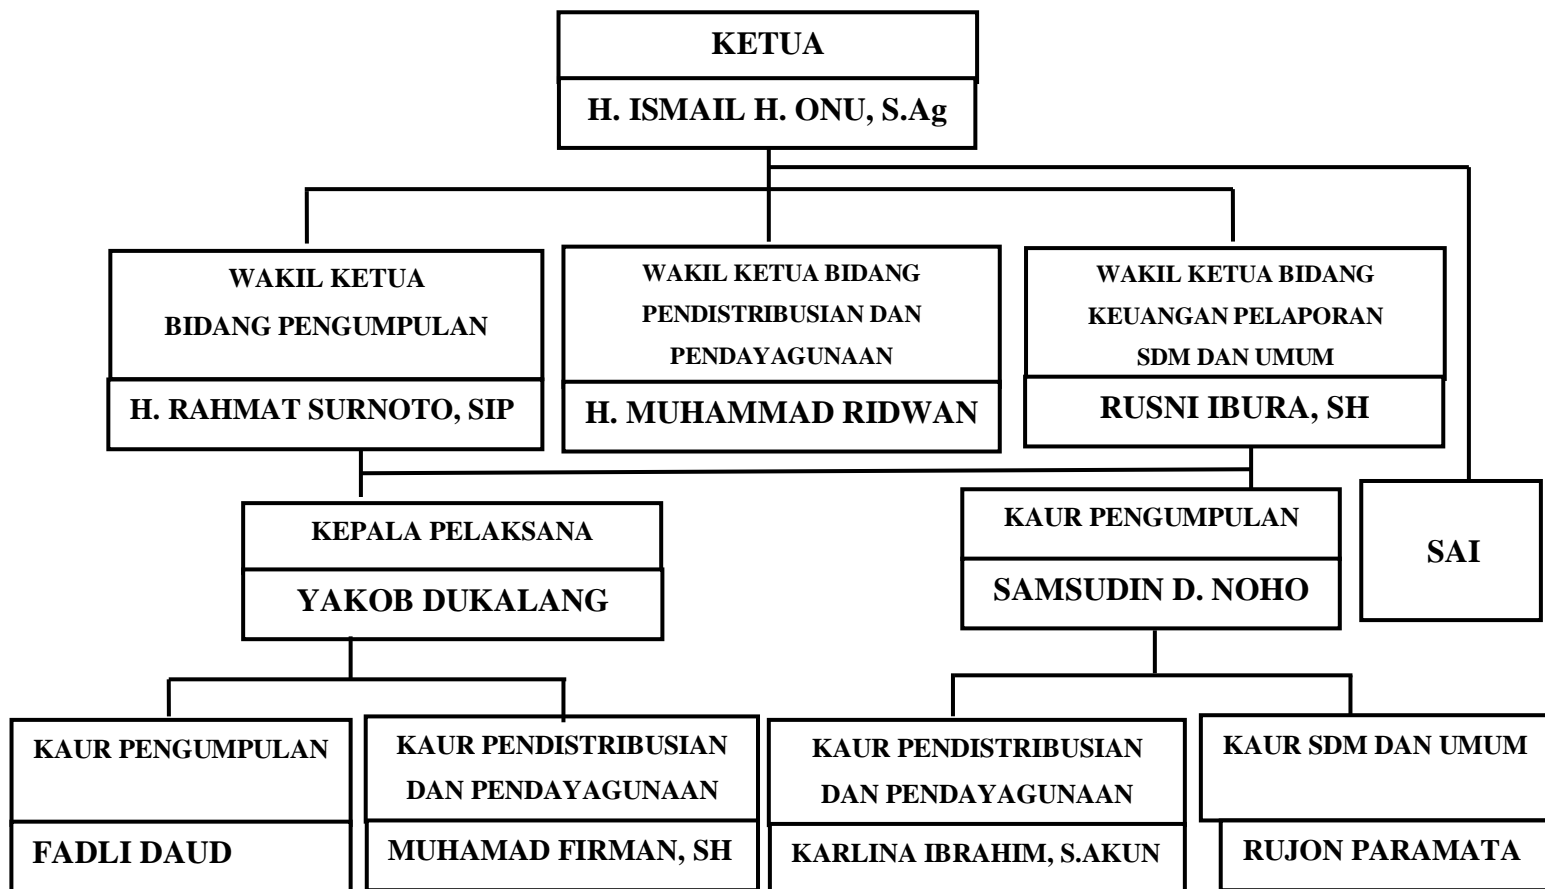 KETUA
H. ISMAIL H. ONU, S.Ag
WAKIL KETUA
BIDANG PENGUMPULAN
H. RAHMAT SURNOTO, SIP
WAKIL KETUA BIDANG
PENDISTRIBUSIAN DAN
PENDAYAGUNAAN
H. MUHAMMAD RIDWAN
WAKIL KETUA BIDANG
KEUANGAN PELAPORAN
SDM DAN UMUM
RUSNI IBURA, SH
KEPALA PELAKSANA
YAKOB DUKALANG
KAUR PENGUMPULAN
SAMSUDIN D. NOHO
SAI
KAUR PENGUMPULAN
FADLI DAUD
KAUR PENDISTRIBUSIAN
DAN PENDAYAGUNAAN
MUHAMAD FIRMAN, SH
KAUR PENDISTRIBUSIAN
DAN PENDAYAGUNAAN
KARLINA IBRAHIM, S.AKUN
KAUR SDM DAN UMUM
RUJON PARAMATA